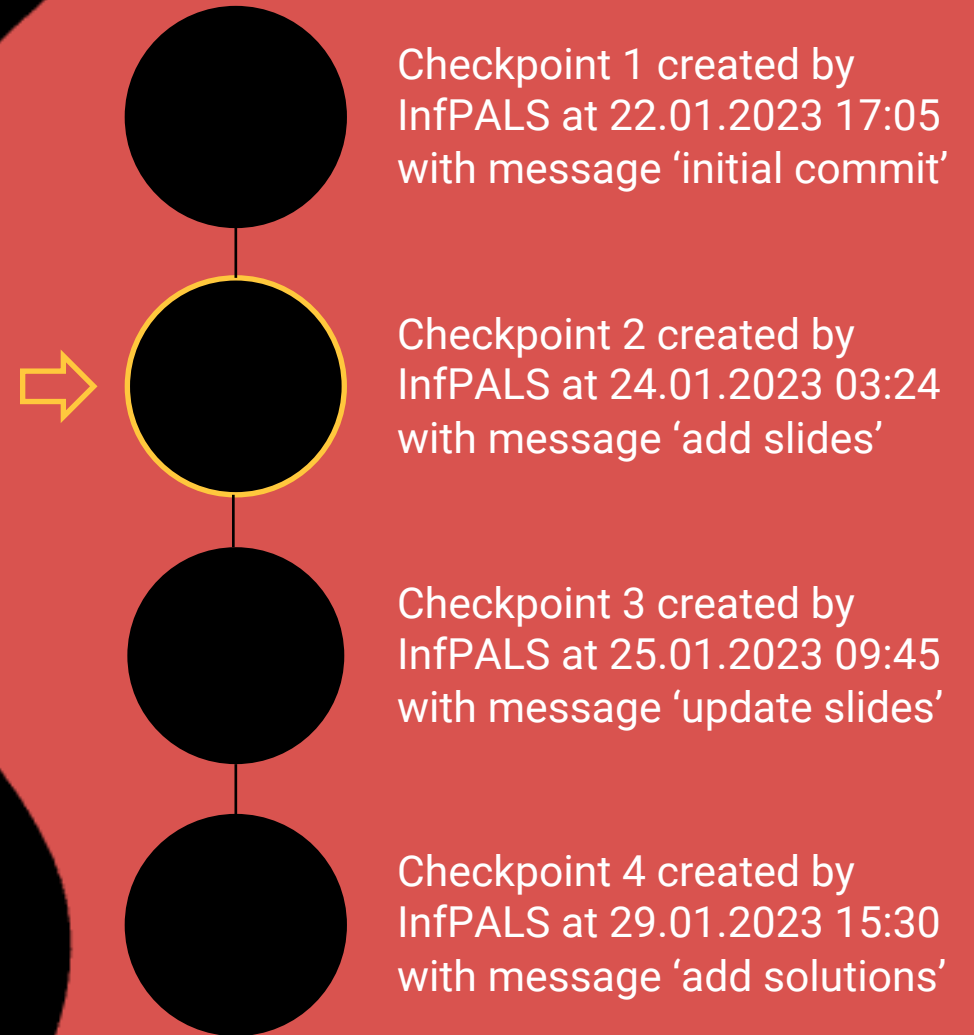 Checkpoint 1 created by
InfPALS at 22.01.2023 17:05
with message ‘initial commit’
Checkpoint 2 created by
InfPALS at 24.01.2023 03:24
with message ‘add slides’
Checkpoint 3 created by
InfPALS at 25.01.2023 09:45
with message ‘update slides’
Checkpoint 4 created by
InfPALS at 29.01.2023 15:30
with message ‘add solutions’